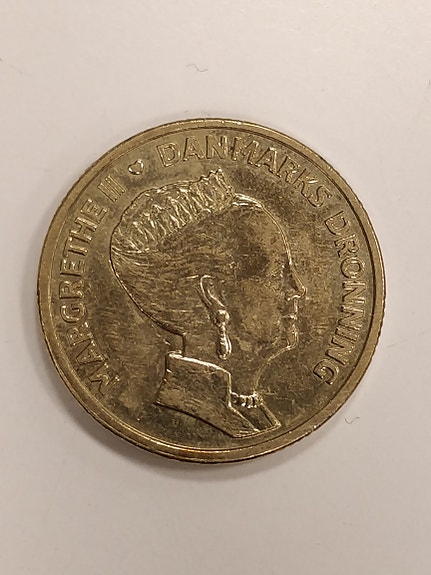 MARGRETHE II ♥ DANMARKS DRONNING